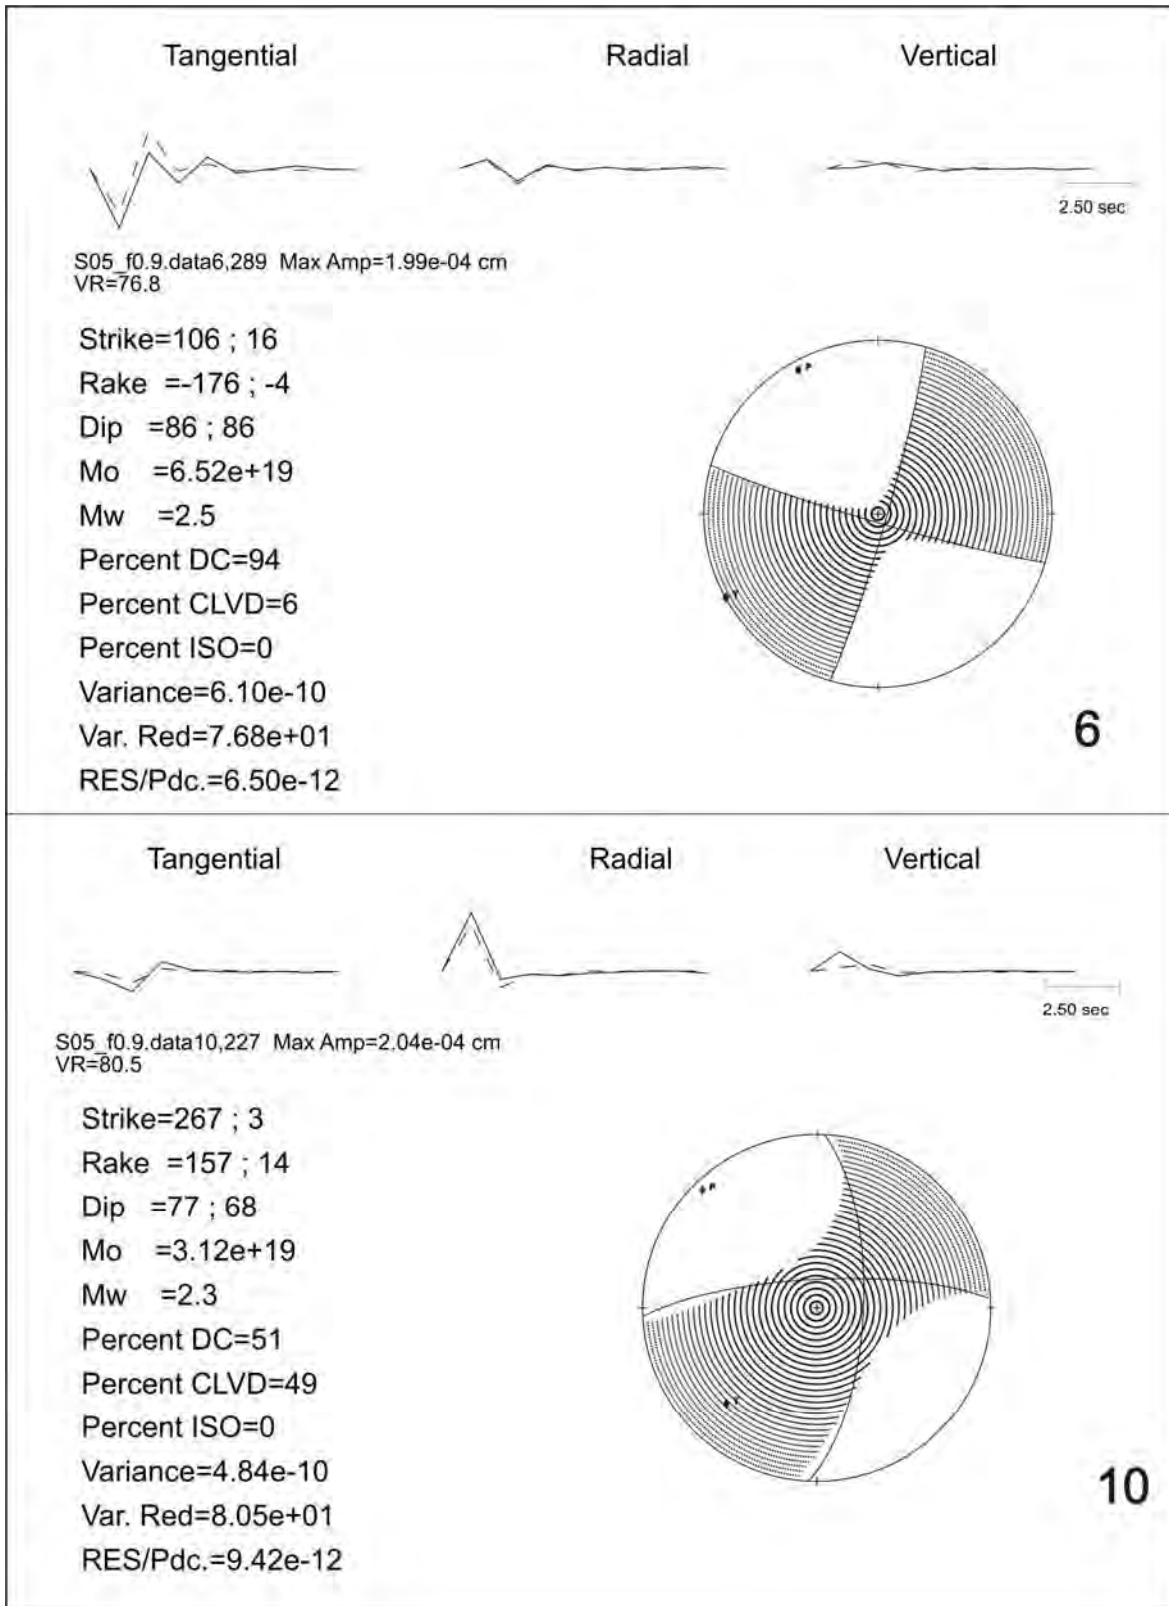 Tangential Radial Vertical
2.50 sec
S05_f0.9.data6,289 Max Amp=1.99e-04 cm
VR=76.8
Strike=106 ; 16
Rake =-176 ; -4
Dip =86 ; 86
Mo =6.52e+19
Mw =2.5
Percent DC=94
Percent CLVD=6
Percent ISO=0
Variance=6.10e-10
Var. Red=7.68e+01
RES/Pdc.=6.50e-12
P
T
6
Tangential Radial Vertical
2.50 sec
S05_f0.9.data10,227 Max Amp=2.04e-04 cm
VR=80.5
Strike=267 ; 3
Rake =157 ; 14
Dip =77 ; 68
Mo =3.12e+19
Mw =2.3
Percent DC=51
Percent CLVD=49
Percent ISO=0
Variance=4.84e-10
Var. Red=8.05e+01
RES/Pdc.=9.42e-12
P
T
10